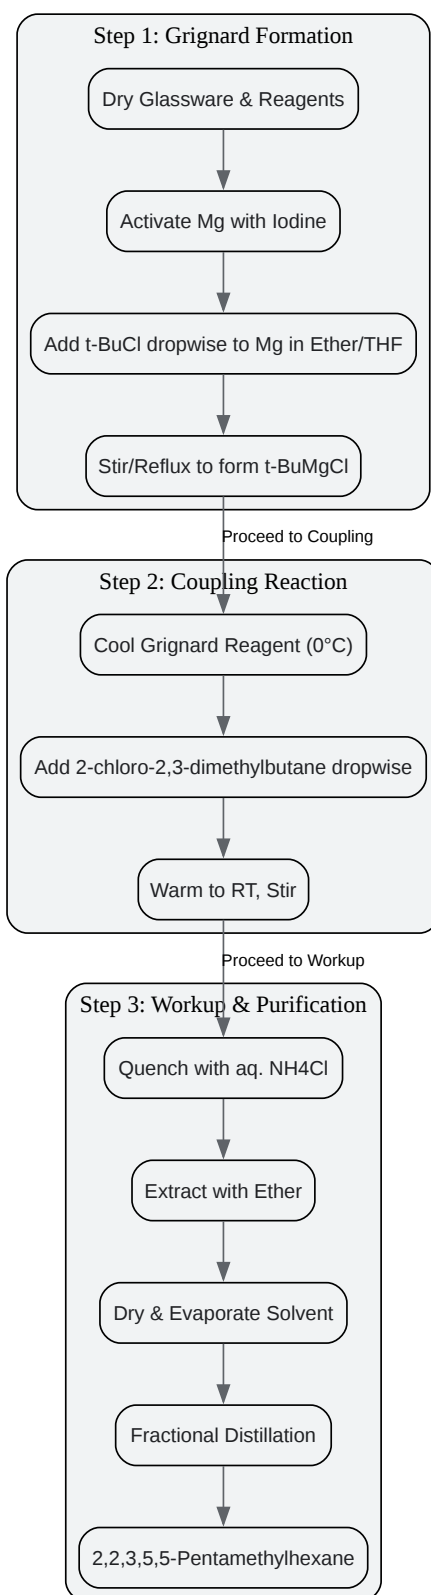 Step 1: Grignard Formation
Dry Glassware & Reagents
Activate Mg with Iodine
Add t-BuCl dropwise to Mg in Ether/THF
Stir/Reflux to form t-BuMgCl
Proceed to Coupling
Step 2: Coupling Reaction
Cool Grignard Reagent (0°C)
Add 2-chloro-2,3-dimethylbutane dropwise
Warm to RT, Stir
Proceed to Workup
Step 3: Workup & Purification
Quench with aq. NH4Cl
Extract with Ether
Dry & Evaporate Solvent
Fractional Distillation
2,2,3,5,5-Pentamethylhexane